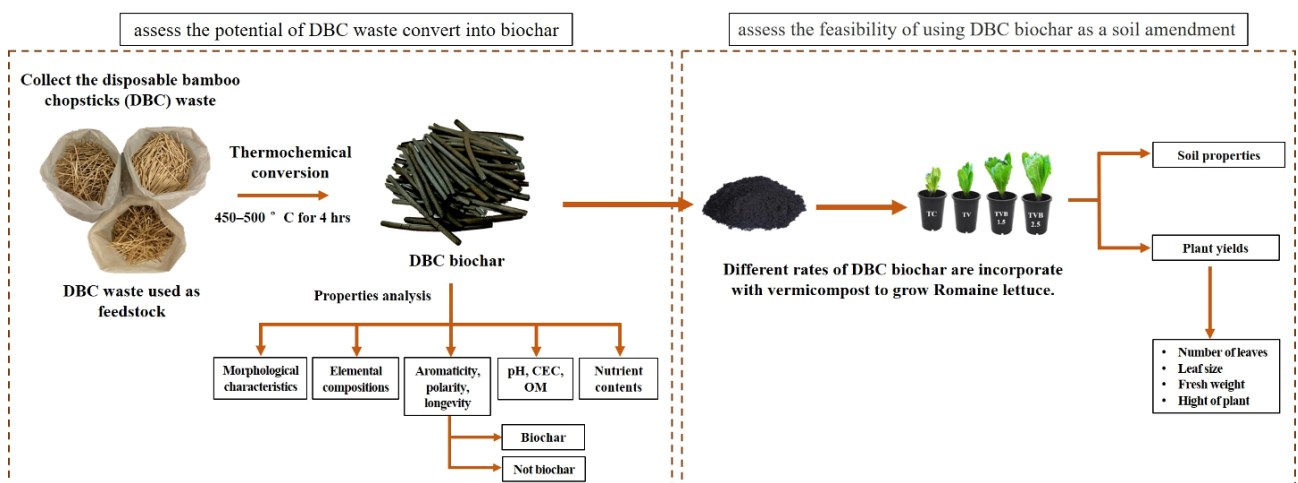 assess the potential of DBC waste convert into biochar
assess the feasibility of using DBC biochar as a soil amendment
Collect the disposable bamboo
chopsticks (DBC) waste
Thermochemical
conversion
450–500 ° C for 4 hrs
DBC biochar
DBC waste used as
feedstock
Properties analysis
Morphological
characteristics
Elemental
compositions
Aromaticity,
polarity,
longevity
pH, CEC,
OM
Nutrient
contents
Biochar
Not biochar
TC
TV
TVB
1.5
TVB
2.5
Different rates of DBC biochar are incorporate
with vermicompost to grow Romaine lettuce.
Soil properties
Plant yields
• Number of leaves
• Leaf size
• Fresh weight
• Hight of plant